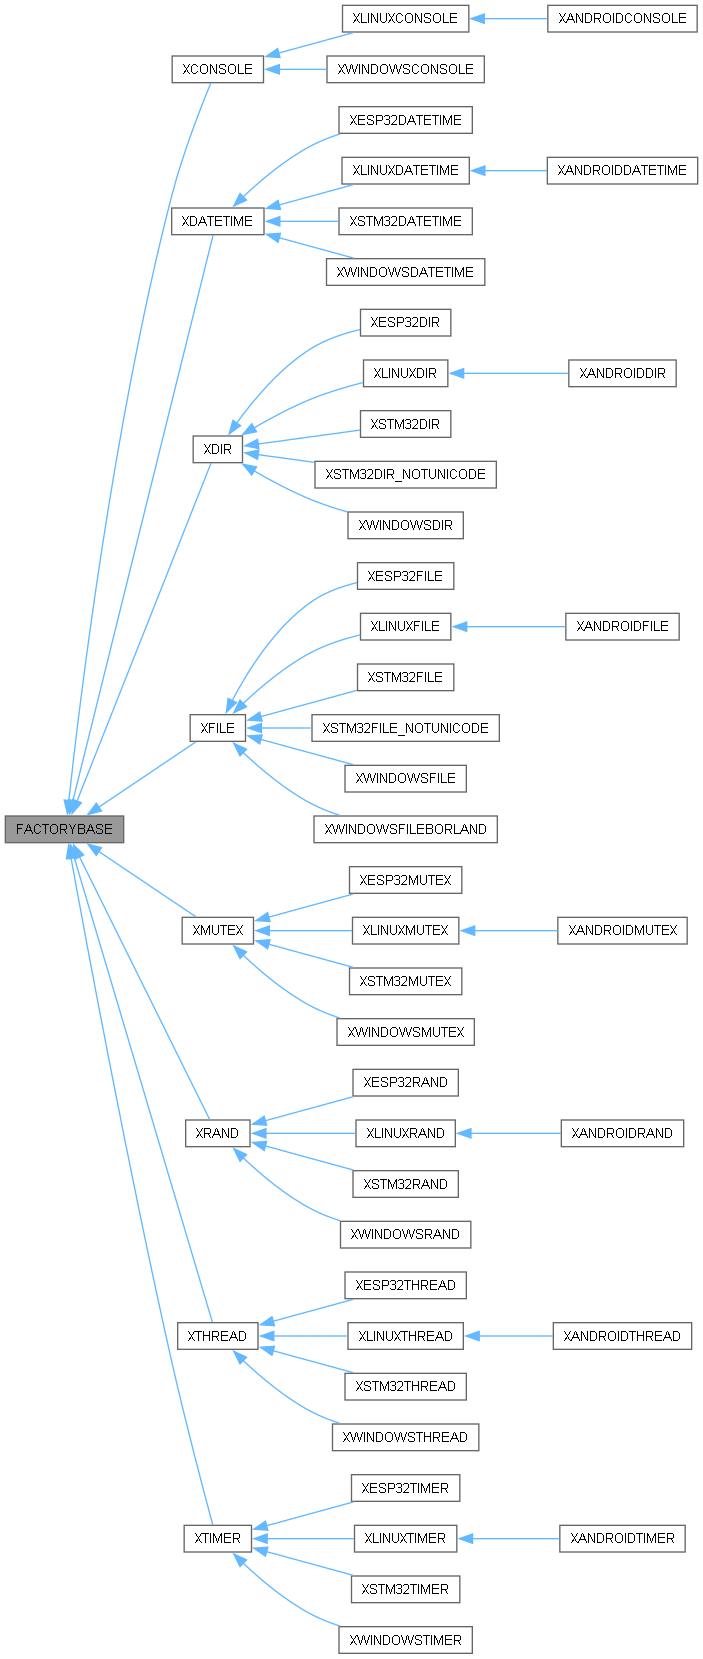 XLINUXCONSOLE
XANDROIDCONSOLE
XCONSOLE
XWINDOWSCONSOLE
XESP32DATETIME
XLINUXDATETIME
XANDROIDDATETIME
XDATETIME
XSTM32DATETIME
XWINDOWSDATETIME
XESP32DIR
XLINUXDIR
XANDROIDDIR
XSTM32DIR
XDIR
XSTM32DIR_NOTUNICODE
XWINDOWSDIR
XESP32FILE
XLINUXFILE
XANDROIDFILE
XSTM32FILE
XFILE
XSTM32FILE_NOTUNICODE
XWINDOWSFILE
FACTORYBASE
XWINDOWSFILEBORLAND
XESP32MUTEX
XMUTEX
XLINUXMUTEX
XANDROIDMUTEX
XSTM32MUTEX
XWINDOWSMUTEX
XESP32RAND
XRAND
XLINUXRAND
XANDROIDRAND
XSTM32RAND
XWINDOWSRAND
XESP32THREAD
XTHREAD
XLINUXTHREAD
XANDROIDTHREAD
XSTM32THREAD
XWINDOWSTHREAD
XESP32TIMER
XTIMER
XLINUXTIMER
XANDROIDTIMER
XSTM32TIMER
XWINDOWSTIMER